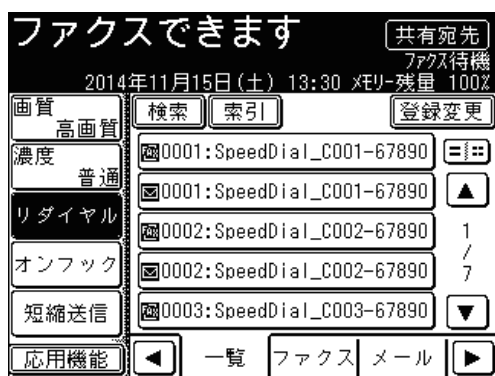 ファクスできます
共有宛先
ファクス待機
2014年11月15日(土) 13:30 メモリー残量 100%
画質
高画質
検索 索引 登録変更
濃度
普通
リダイヤル
オンフック
短縮送信
応用機能
0001:SpeedDial_C001-67890
0001:SpeedDial_C001-67890
0002:SpeedDial_C002-67890
0002:SpeedDial_C002-67890
0003:SpeedDial_C003-67890
1
/
7
一覧 ファクス メール